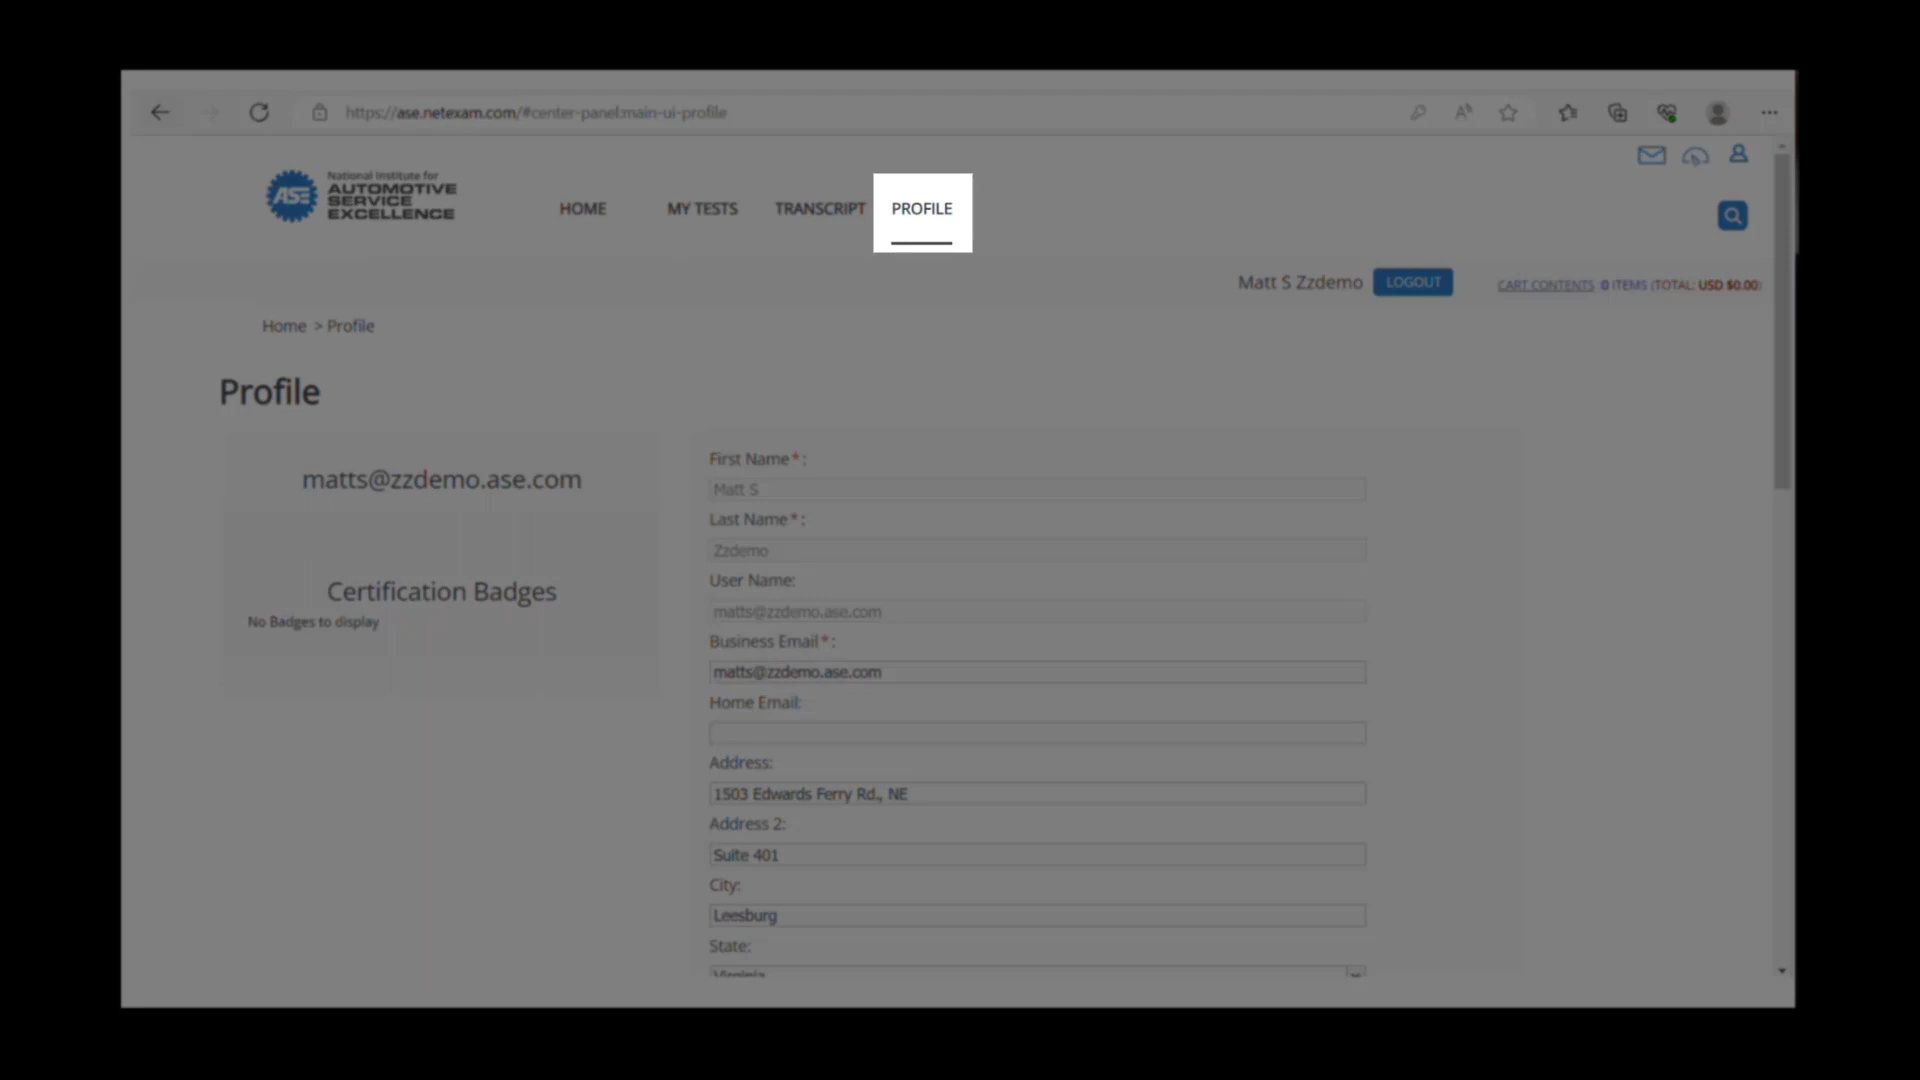 https://ase.netexam.com/#center-panel:main-ui-profile
ASE National Institute for
AUTOMOTIVE
SERVICE
EXCELLENCE
HOME MY TESTS TRANSCRIPT PROFILE
Matt S Zzdemo LOGOUT CART CONTENTS 0 ITEMS (TOTAL: USD $0.00)
Home > Profile
Profile
matts@zzdemo.ase.com
Certification Badges
No Badges to display
First Name*:
Matt S
Last Name*:
Zzdemo
User Name:
matts@zzdemo.ase.com
Business Email*:
matts@zzdemo.ase.com
Home Email:
Address:
1503 Edwards Ferry Rd., NE
Address 2:
Suite 401
City:
Leesburg
State:
Virginia